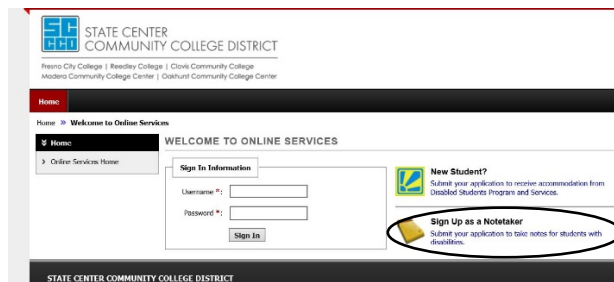 SCCCD
STATE CENTER
COMMUNITY COLLEGE DISTRICT
Fresno City College | Reedley College | Clovis Community College
Madera Community College Center | Oakhurst Community College Center
Home
Home » Welcome to Online Services
Home
Online Services Home
WELCOME TO ONLINE SERVICES
Sign In Information
Username *:
Password *:
Sign In
New Student?
Submit your application to receive accommodation from
Disabled Students Program and Services.
Sign Up as a Notetaker
Submit your application to take notes for students with
disabilities.
STATE CENTER COMMUNITY COLLEGE DISTRICT